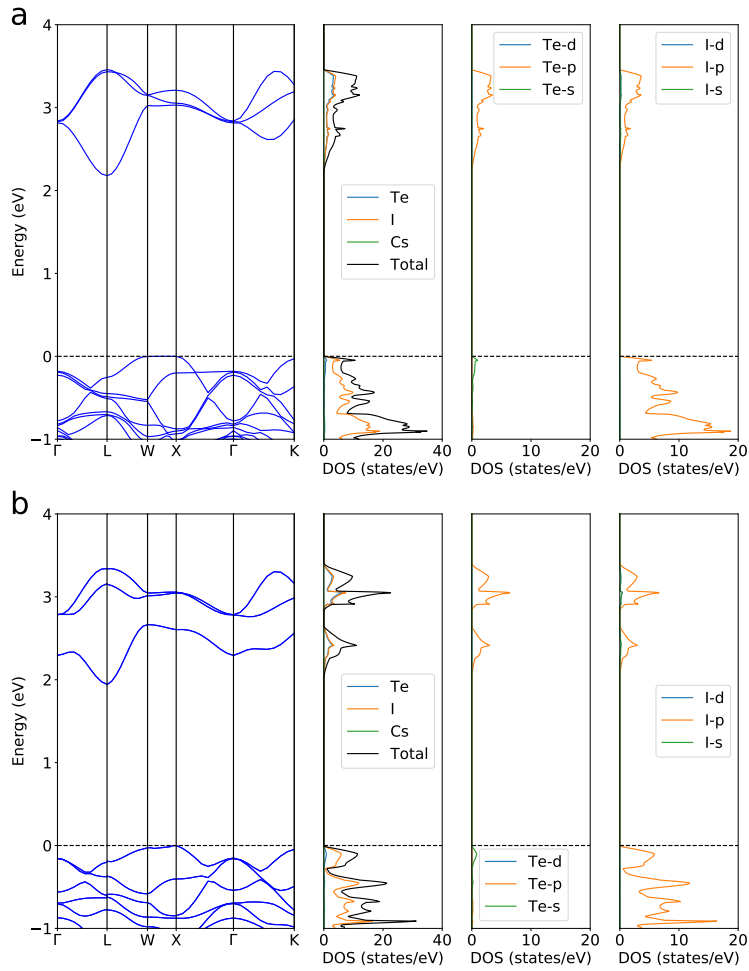 a
4
3
2
1
0
−1
Energy (eV)
Γ L W X Γ K
Te
I
Cs
Total
0 20 40
DOS (states/eV)
Te-d
Te-p
Te-s
0 10 20
DOS (states/eV)
I-d
I-p
I-s
0 10 20
DOS (states/eV)
b
4
3
2
1
0
−1
Energy (eV)
Γ L W X Γ K
Te
I
Cs
Total
0 20 40
DOS (states/eV)
Te-d
Te-p
Te-s
0 10 20
DOS (states/eV)
I-d
I-p
I-s
0 10 20
DOS (states/eV)